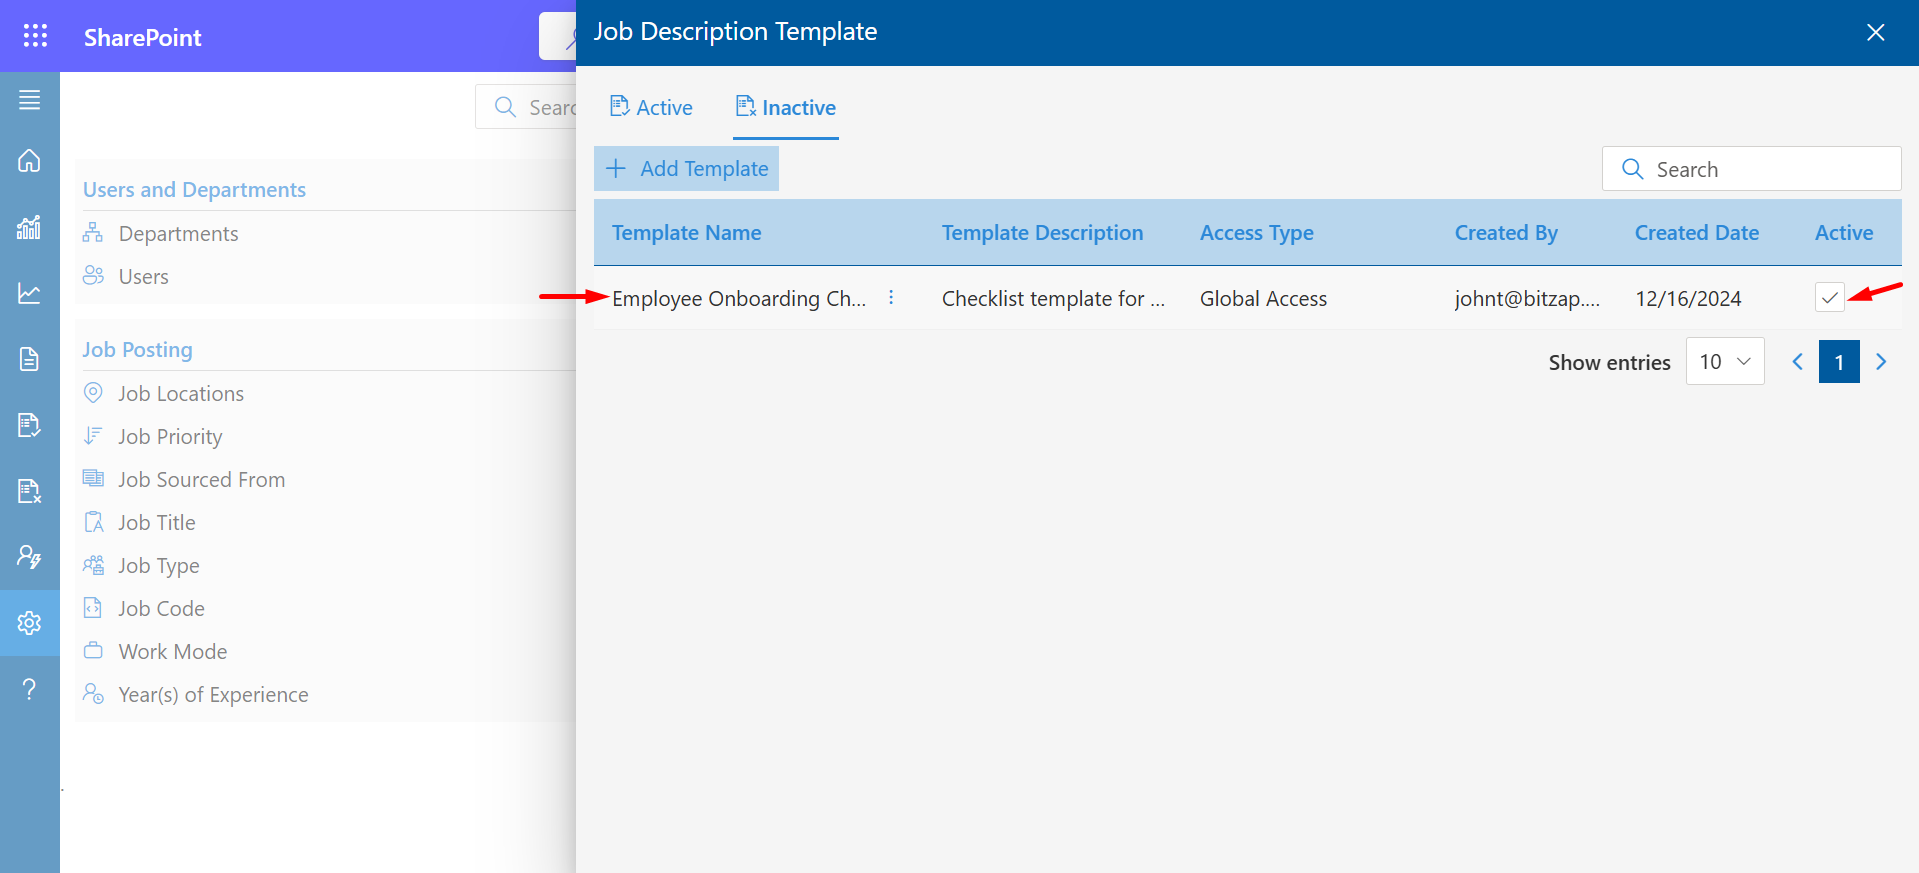 SharePoint
Job Description Template
Searc
Active
Inactive
Add Template
Search
Users and Departments
Departments
Users
Template Name Template Description Access Type Created By Created Date Active
Employee Onboarding Ch... Checklist template for ... Global Access johnt@bitzap.... 12/16/2024
Show entries 10 1
Job Posting
Job Locations
Job Priority
Job Sourced From
Job Title
Job Type
Job Code
Work Mode
Year(s) of Experience